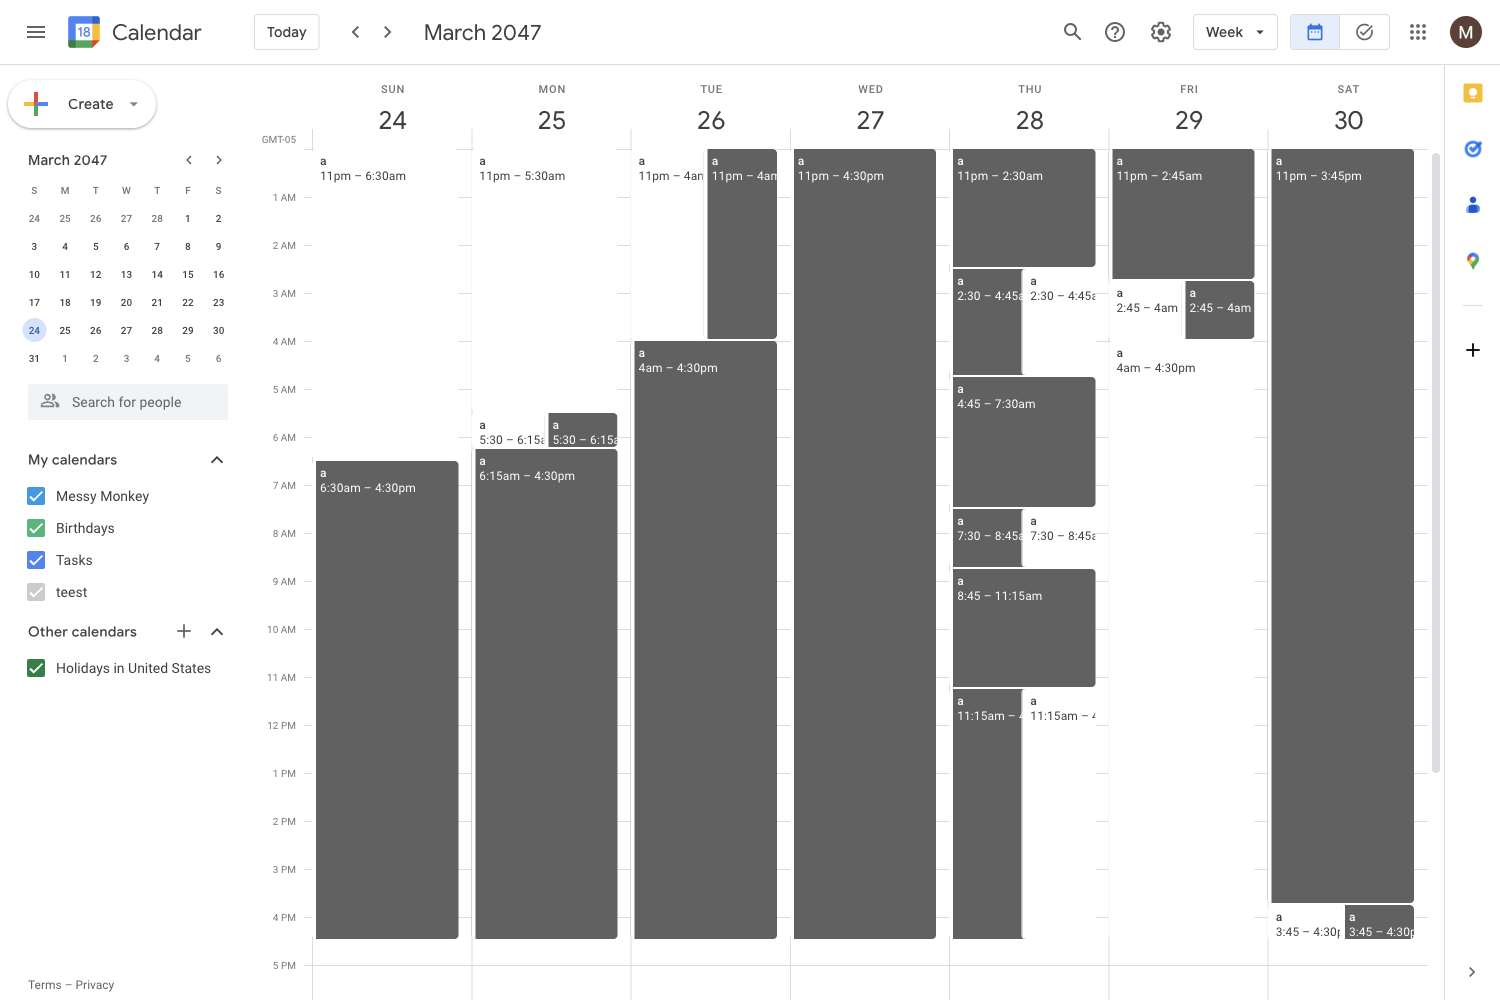 18 Calendar Today March 2047 Week M
Create
March 2047
S M T W T F S
24 25 26 27 28 1 2
3 4 5 6 7 8 9
10 11 12 13 14 15 16
17 18 19 20 21 22 23
24 25 26 27 28 29 30
31 1 2 3 4 5 6
Search for people
My calendars
Messy Monkey
Birthdays
Tasks
teest
Other calendars
Holidays in United States
Terms – Privacy
SUN MON TUE WED THU FRI SAT
24 25 26 27 28 29 30
GMT-05
1 AM
2 AM
3 AM
4 AM
5 AM
6 AM
7 AM
8 AM
9 AM
10 AM
11 AM
12 PM
1 PM
2 PM
3 PM
4 PM
5 PM
a
11pm – 6:30am
a
6:30am – 4:30pm
a
11pm – 5:30am
a
5:30 – 6:15a
a
5:30 – 6:15a
a
6:15am – 4:30pm
a
11pm – 4am
a
11pm – 4am
a
4am – 4:30pm
a
11pm – 4:30pm
a
11pm – 2:30am
a
2:30 – 4:45a
a
2:30 – 4:45a
a
4:45 – 7:30am
a
7:30 – 8:45a
a
7:30 – 8:45a
a
8:45 – 11:15am
a
11:15am – 4
a
11:15am – 4
a
11pm – 2:45am
a
2:45 – 4am
a
2:45 – 4am
a
4am – 4:30pm
a
11pm – 3:45pm
a
3:45 – 4:30p
a
3:45 – 4:30p